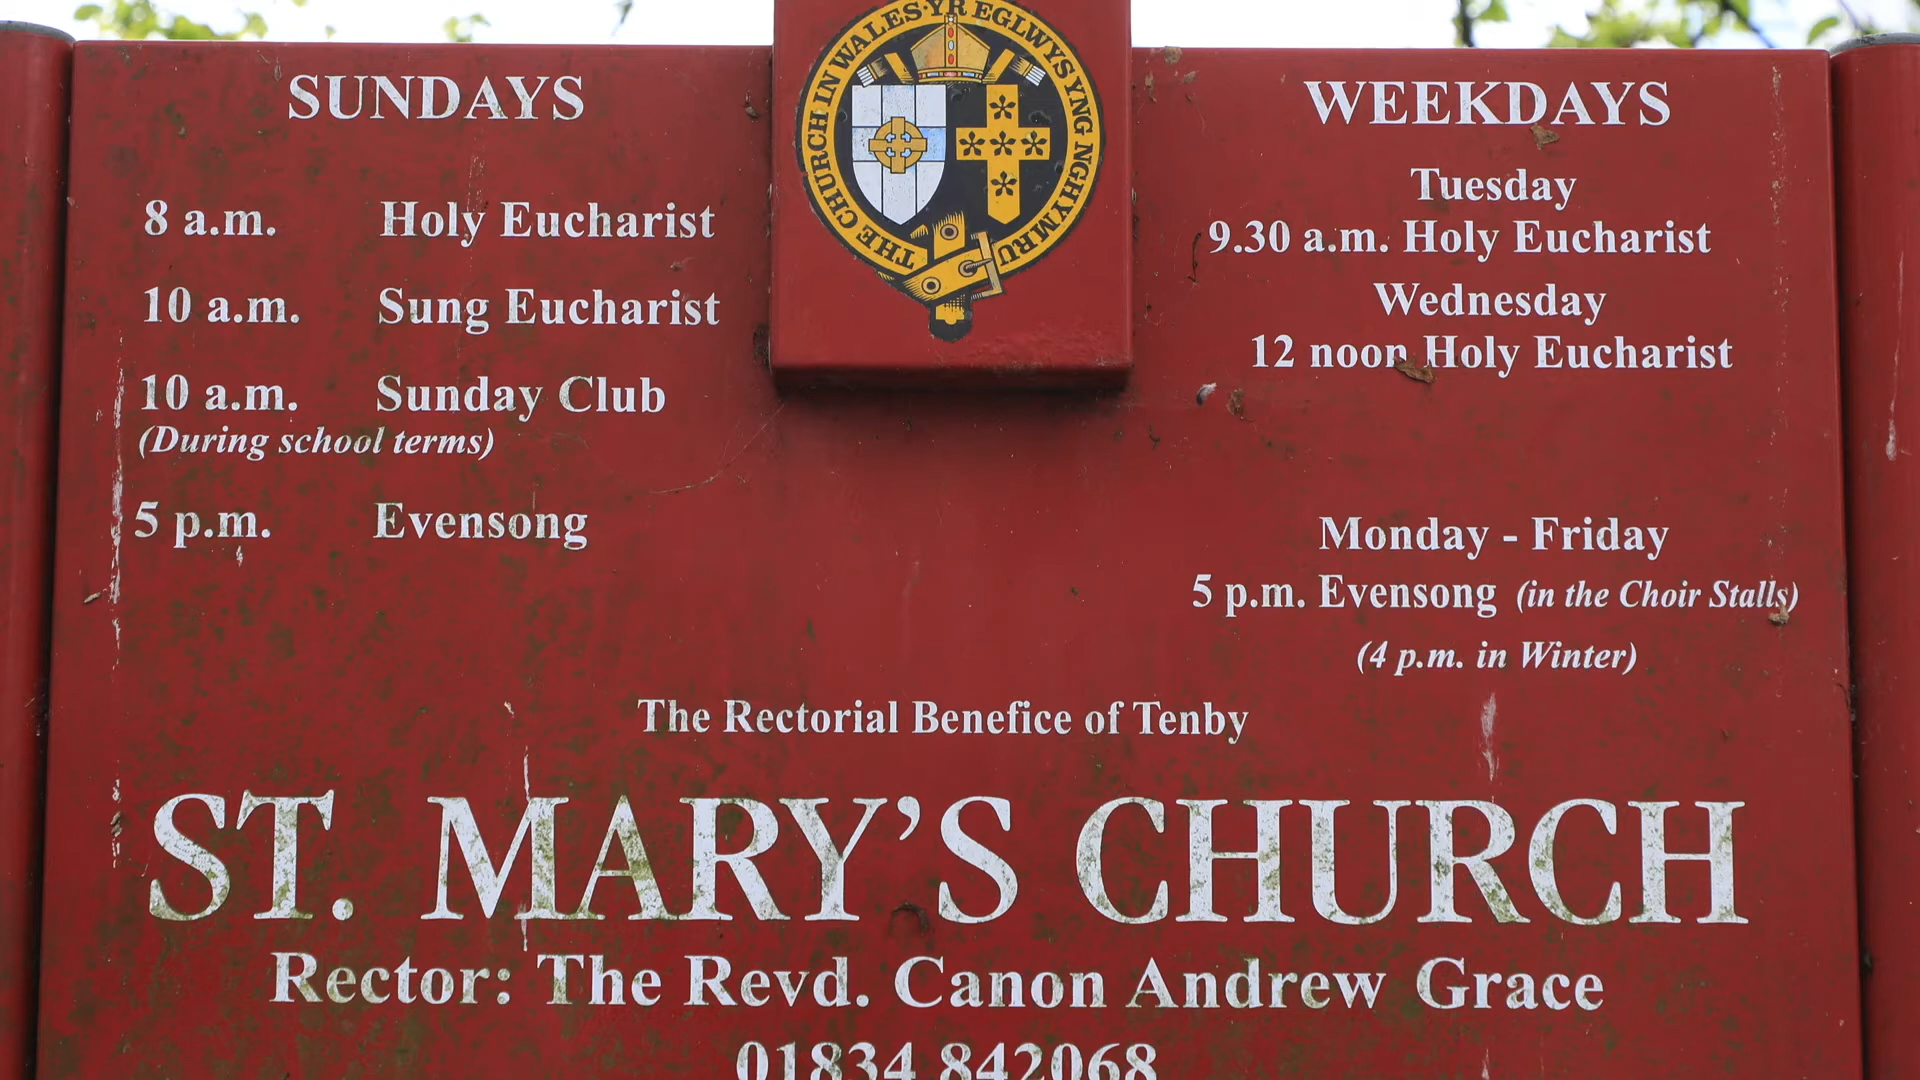 THE CHURCH IN WALES · YR EGLWYS YNG NGHYMRU
SUNDAYS
8 a.m. Holy Eucharist
10 a.m. Sung Eucharist
10 a.m. Sunday Club
(During school terms)
5 p.m. Evensong
WEEKDAYS
Tuesday
9.30 a.m. Holy Eucharist
Wednesday
12 noon Holy Eucharist
Monday - Friday
5 p.m. Evensong (in the Choir Stalls)
(4 p.m. in Winter)
The Rectorial Benefice of Tenby
ST. MARY'S CHURCH
Rector: The Revd. Canon Andrew Grace
01834 842068